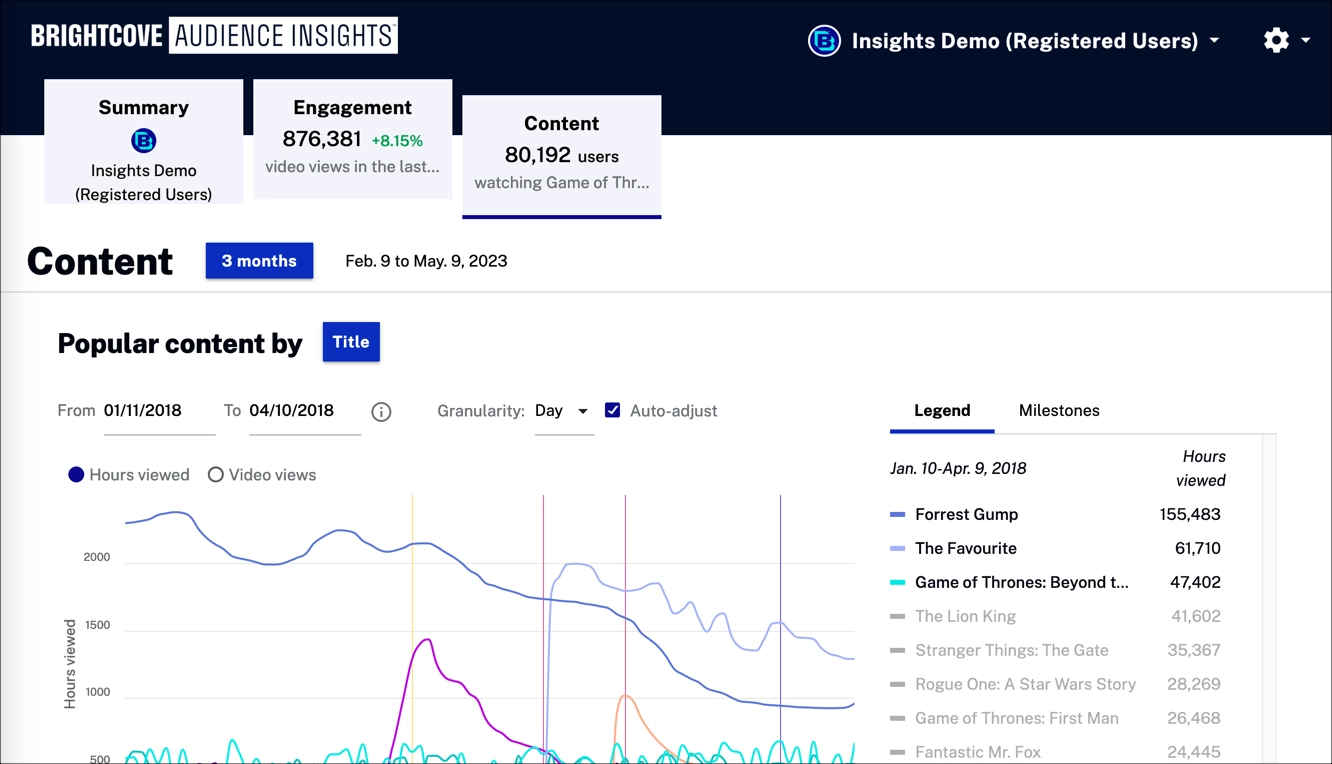 BRIGHTCOVE AUDIENCE INSIGHTS™
Insights Demo (Registered Users)
Summary
Insights Demo
(Registered Users)
Engagement
876,381 +8.15%
video views in the last...
Content
80,192 users
watching Game of Thr...
Content
3 months
Feb. 9 to May. 9, 2023
Popular content by
Title
From 01/11/2018 To 04/10/2018
Granularity: Day Auto-adjust
Hours viewed Video views
Hours viewed
2000
1500
1000
500
Legend Milestones
Jan. 10-Apr. 9, 2018
Hours
viewed
Forrest Gump 155,483
The Favourite 61,710
Game of Thrones: Beyond t... 47,402
The Lion King 41,602
Stranger Things: The Gate 35,367
Rogue One: A Star Wars Story 28,269
Game of Thrones: First Man 26,468
Fantastic Mr. Fox 24,445